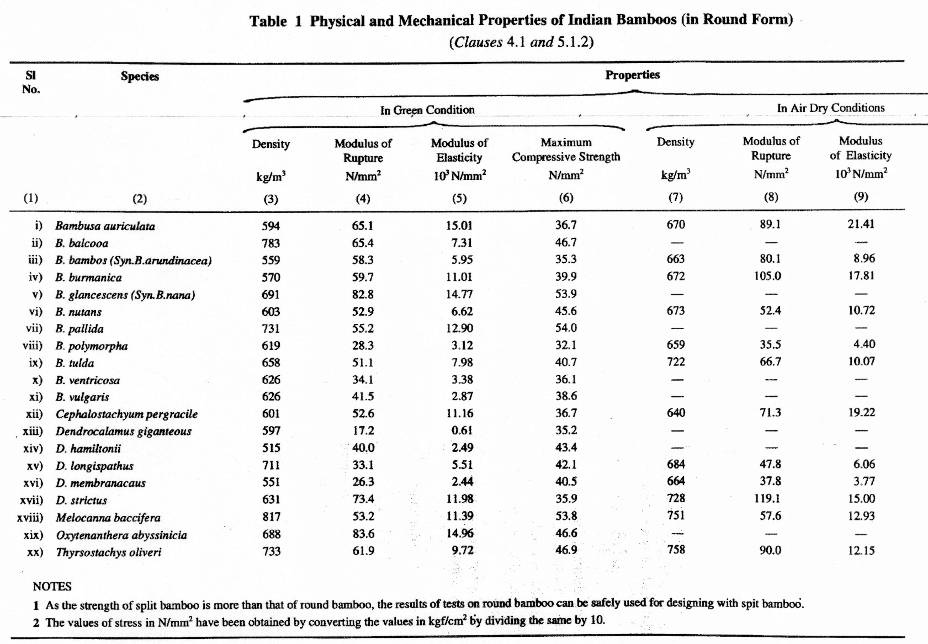 Table 1 Physical and Mechanical Properties of Indian Bamboos (in Round Form)
(Clauses 4.1 and 5.1.2)
Sl No. Species Properties
In Green Condition In Air Dry Conditions
Density Modulus of Rupture Modulus of Elasticity Maximum Compressive Strength Density Modulus of Rupture Modulus of Elasticity
kg/m³ N/mm² 10³ N/mm² N/mm² kg/m³ N/mm² 10³ N/mm²
(1) (2) (3) (4) (5) (6) (7) (8) (9)
i) Bambusa auriculata 594 65.1 15.01 36.7 670 89.1 21.41
ii) B. balcooa 783 65.4 7.31 46.7 — — —
iii) B. bambos (Syn.B.arundinacea) 559 58.3 5.95 35.3 663 80.1 8.96
iv) B. burmanica 570 59.7 11.01 39.9 672 105.0 17.81
v) B. glancescens (Syn.B.nana) 691 82.8 14.77 53.9 — — —
vi) B. nutans 603 52.9 6.62 45.6 673 52.4 10.72
vii) B. pallida 731 55.2 12.90 54.0 — — —
viii) B. polymorpha 619 28.3 3.12 32.1 659 35.5 4.40
ix) B. tulda 658 51.1 7.98 40.7 722 66.7 10.07
x) B. ventricosa 626 34.1 3.38 36.1 — — —
xi) B. vulgaris 626 41.5 2.87 38.6 — — —
xii) Cephalostachyum pergracile 601 52.6 11.16 36.7 640 71.3 19.22
xiii) Dendrocalamus giganteous 597 17.2 0.61 35.2 — — —
xiv) D. hamiltonii 515 40.0 2.49 43.4 — — —
xv) D. longispathus 711 33.1 5.51 42.1 684 47.8 6.06
xvi) D. membranacaus 551 26.3 2.44 40.5 664 37.8 3.77
xvii) D. strictus 631 73.4 11.98 35.9 728 119.1 15.00
xviii) Melocanna baccifera 817 53.2 11.39 53.8 751 57.6 12.93
xix) Oxytenanthera abyssinicia 688 83.6 14.96 46.6 — — —
xx) Thyrsostachys oliveri 733 61.9 9.72 46.9 758 90.0 12.15
NOTES
1 As the strength of split bamboo is more than that of round bamboo, the results of tests on round bamboo can be safely used for designing with spit bamboo.
2 The values of stress in N/mm² have been obtained by converting the values in kgf/cm² by dividing the same by 10.